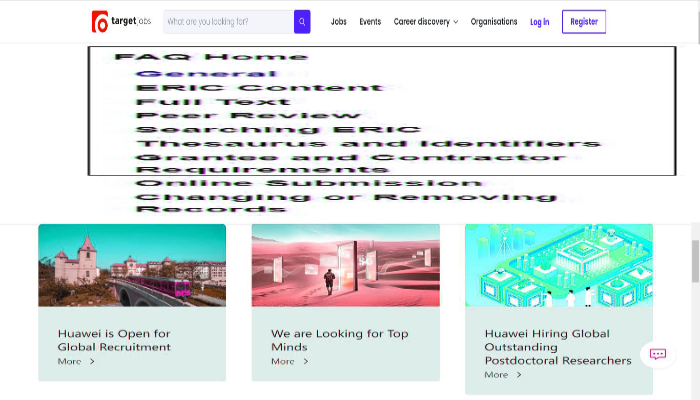 targetjobs
What are you looking for?
Jobs
Events
Career discovery
Organisations
Log in
Register
FAQ Home
General
ERIC Content
Full Text
Peer Review
Searching ERIC
Thesaurus and Identifiers
Grantee and Contractor
Requirements
Online Submission
Changing or Removing
Records
Huawei is Open for
Global Recruitment
More >
We are Looking for Top
Minds
More >
Huawei Hiring Global
Outstanding
Postdoctoral Researchers
More >